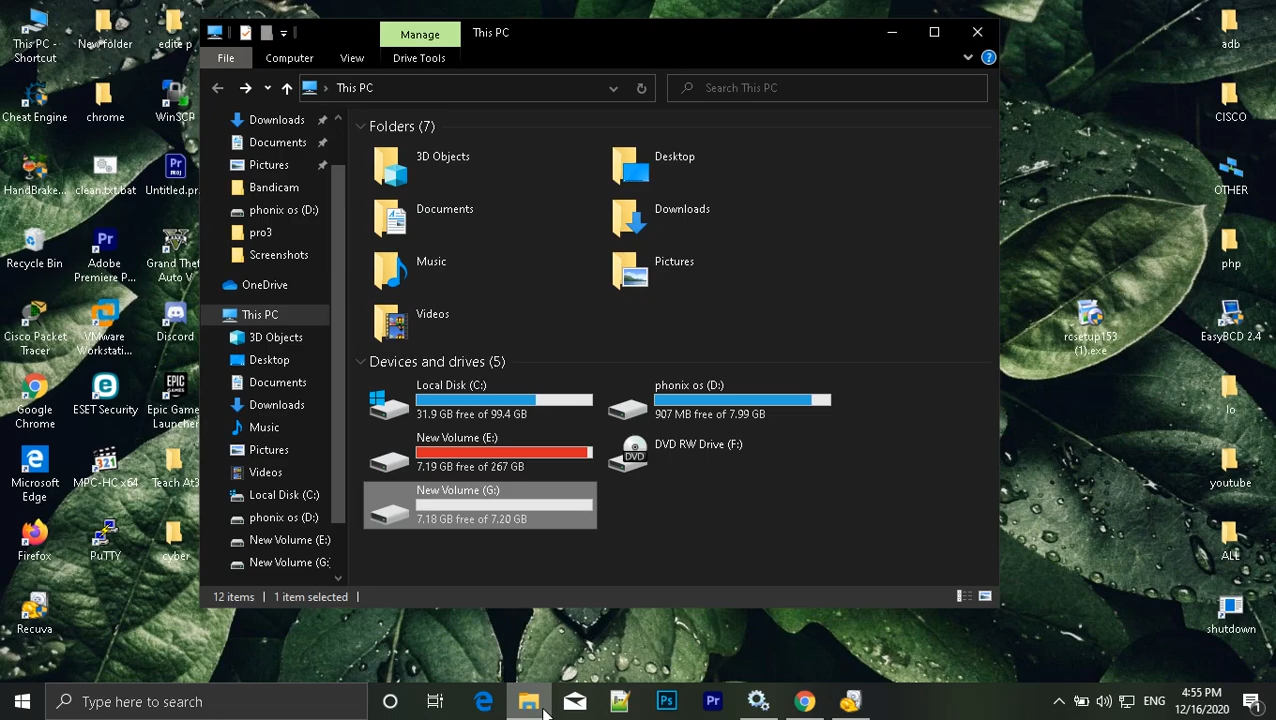 This PC -
Shortcut
New folder
edite p
Cheat Engine
chrome
WinSCP
HandBrake...
clean.txt.bat
Untitled.pr...
Recycle Bin
Adobe
Premiere P...
Grand Theft
Auto V
Cisco Packet
Tracer
VMware
Workstati...
Discord
Google
Chrome
ESET Security
Epic Games
Launcher
Microsoft
Edge
MPC-HC x64
Teach At3
Firefox
PuTTY
cyber
Recuva
Manage
This PC
File
Computer
View
Drive Tools
This PC
Search This PC
Downloads
Documents
Pictures
Bandicam
phonix os (D:)
pro3
Screenshots
OneDrive
This PC
3D Objects
Desktop
Documents
Downloads
Music
Pictures
Videos
Local Disk (C:)
phonix os (D:)
New Volume (E:)
New Volume (G:
Folders (7)
3D Objects
Desktop
Documents
Downloads
Music
Pictures
Videos
Devices and drives (5)
Local Disk (C:)
31.9 GB free of 99.4 GB
phonix os (D:)
907 MB free of 7.99 GB
New Volume (E:)
7.19 GB free of 267 GB
DVD RW Drive (F:)
DVD
New Volume (G:)
7.18 GB free of 7.20 GB
12 items
1 item selected
adb
CISCO
OTHER
php
rcsetup153
(1).exe
EasyBCD 2.4
lo
youtube
ALL
shutdown
Type here to search
Ps
Pr
ENG
4:55 PM
12/16/2020
1